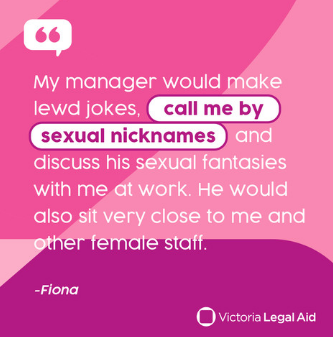 My manager would make
lewd jokes, call me by
sexual nicknames and
discuss his sexual fantasies
with me at work. He would
also sit very close to me and
other female staff.
-Fiona
Victoria Legal Aid